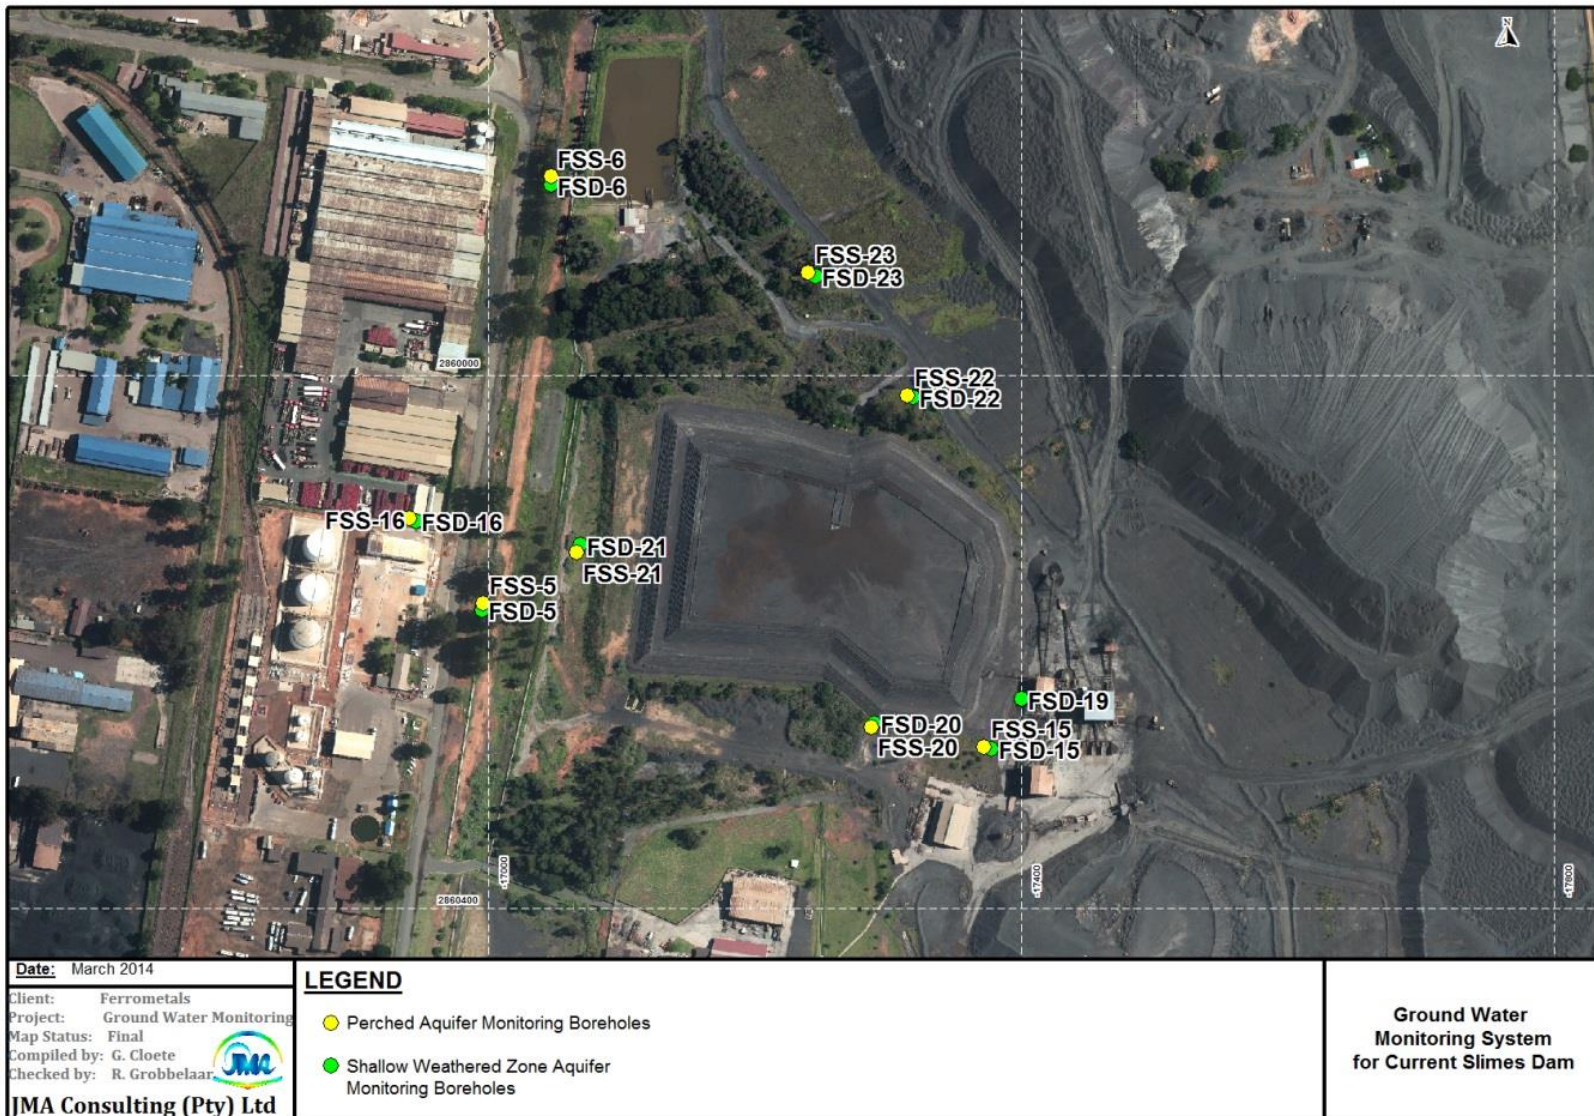 N
FSS-6
FSD-6
FSS-23
FSD-23
2860000
FSS-22
FSD-22
FSS-16
FSD-16
FSD-21
FSS-21
FSS-5
FSD-5
FSD-19
FSD-20
FSS-20
FSS-15
FSD-15
-17000
-17400
-17800
2860400
Date: March 2014
Client: Ferrometals
Project: Ground Water Monitoring
Map Status: Final
Compiled by: G. Cloete
Checked by: R. Grobbelaar
JMA
JMA Consulting (Pty) Ltd
LEGEND
Perched Aquifer Monitoring Boreholes
Shallow Weathered Zone Aquifer
Monitoring Boreholes
Ground Water
Monitoring System
for Current Slimes Dam